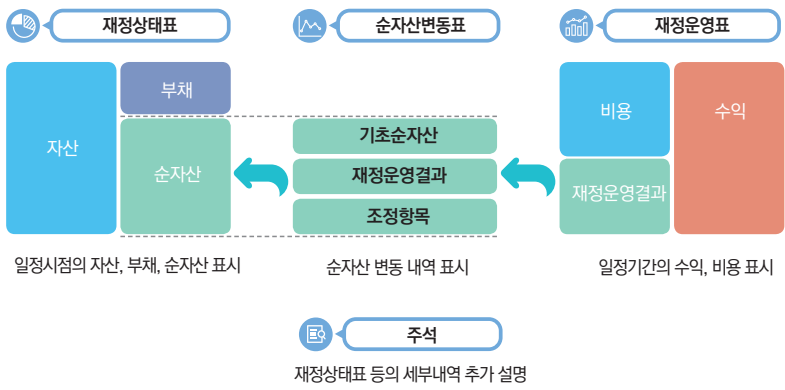 재정상태표
순자산변동표
재정운영표
자산
부채
순자산
기초순자산
재정운영결과
조정항목
비용
재정운영결과
수익
일정시점의 자산, 부채, 순자산 표시
순자산 변동 내역 표시
일정기간의 수익, 비용 표시
주석
재정상태표 등의 세부내역 추가 설명